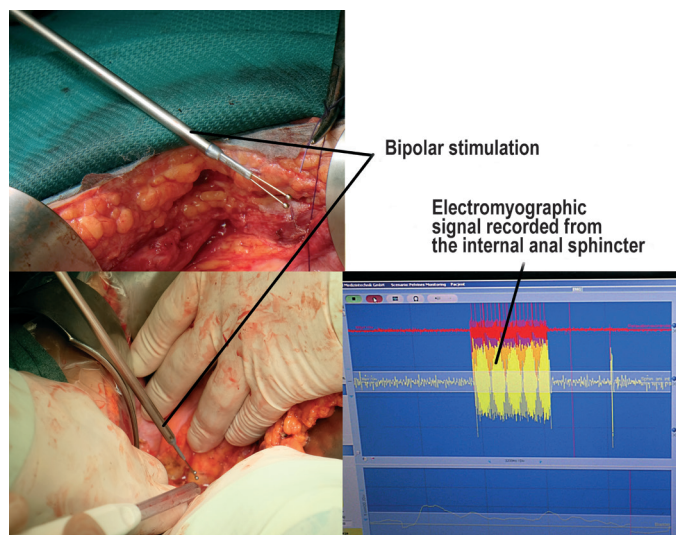 Bipolar stimulation
Electromyographic
signal recorded from
the internal anal sphincter